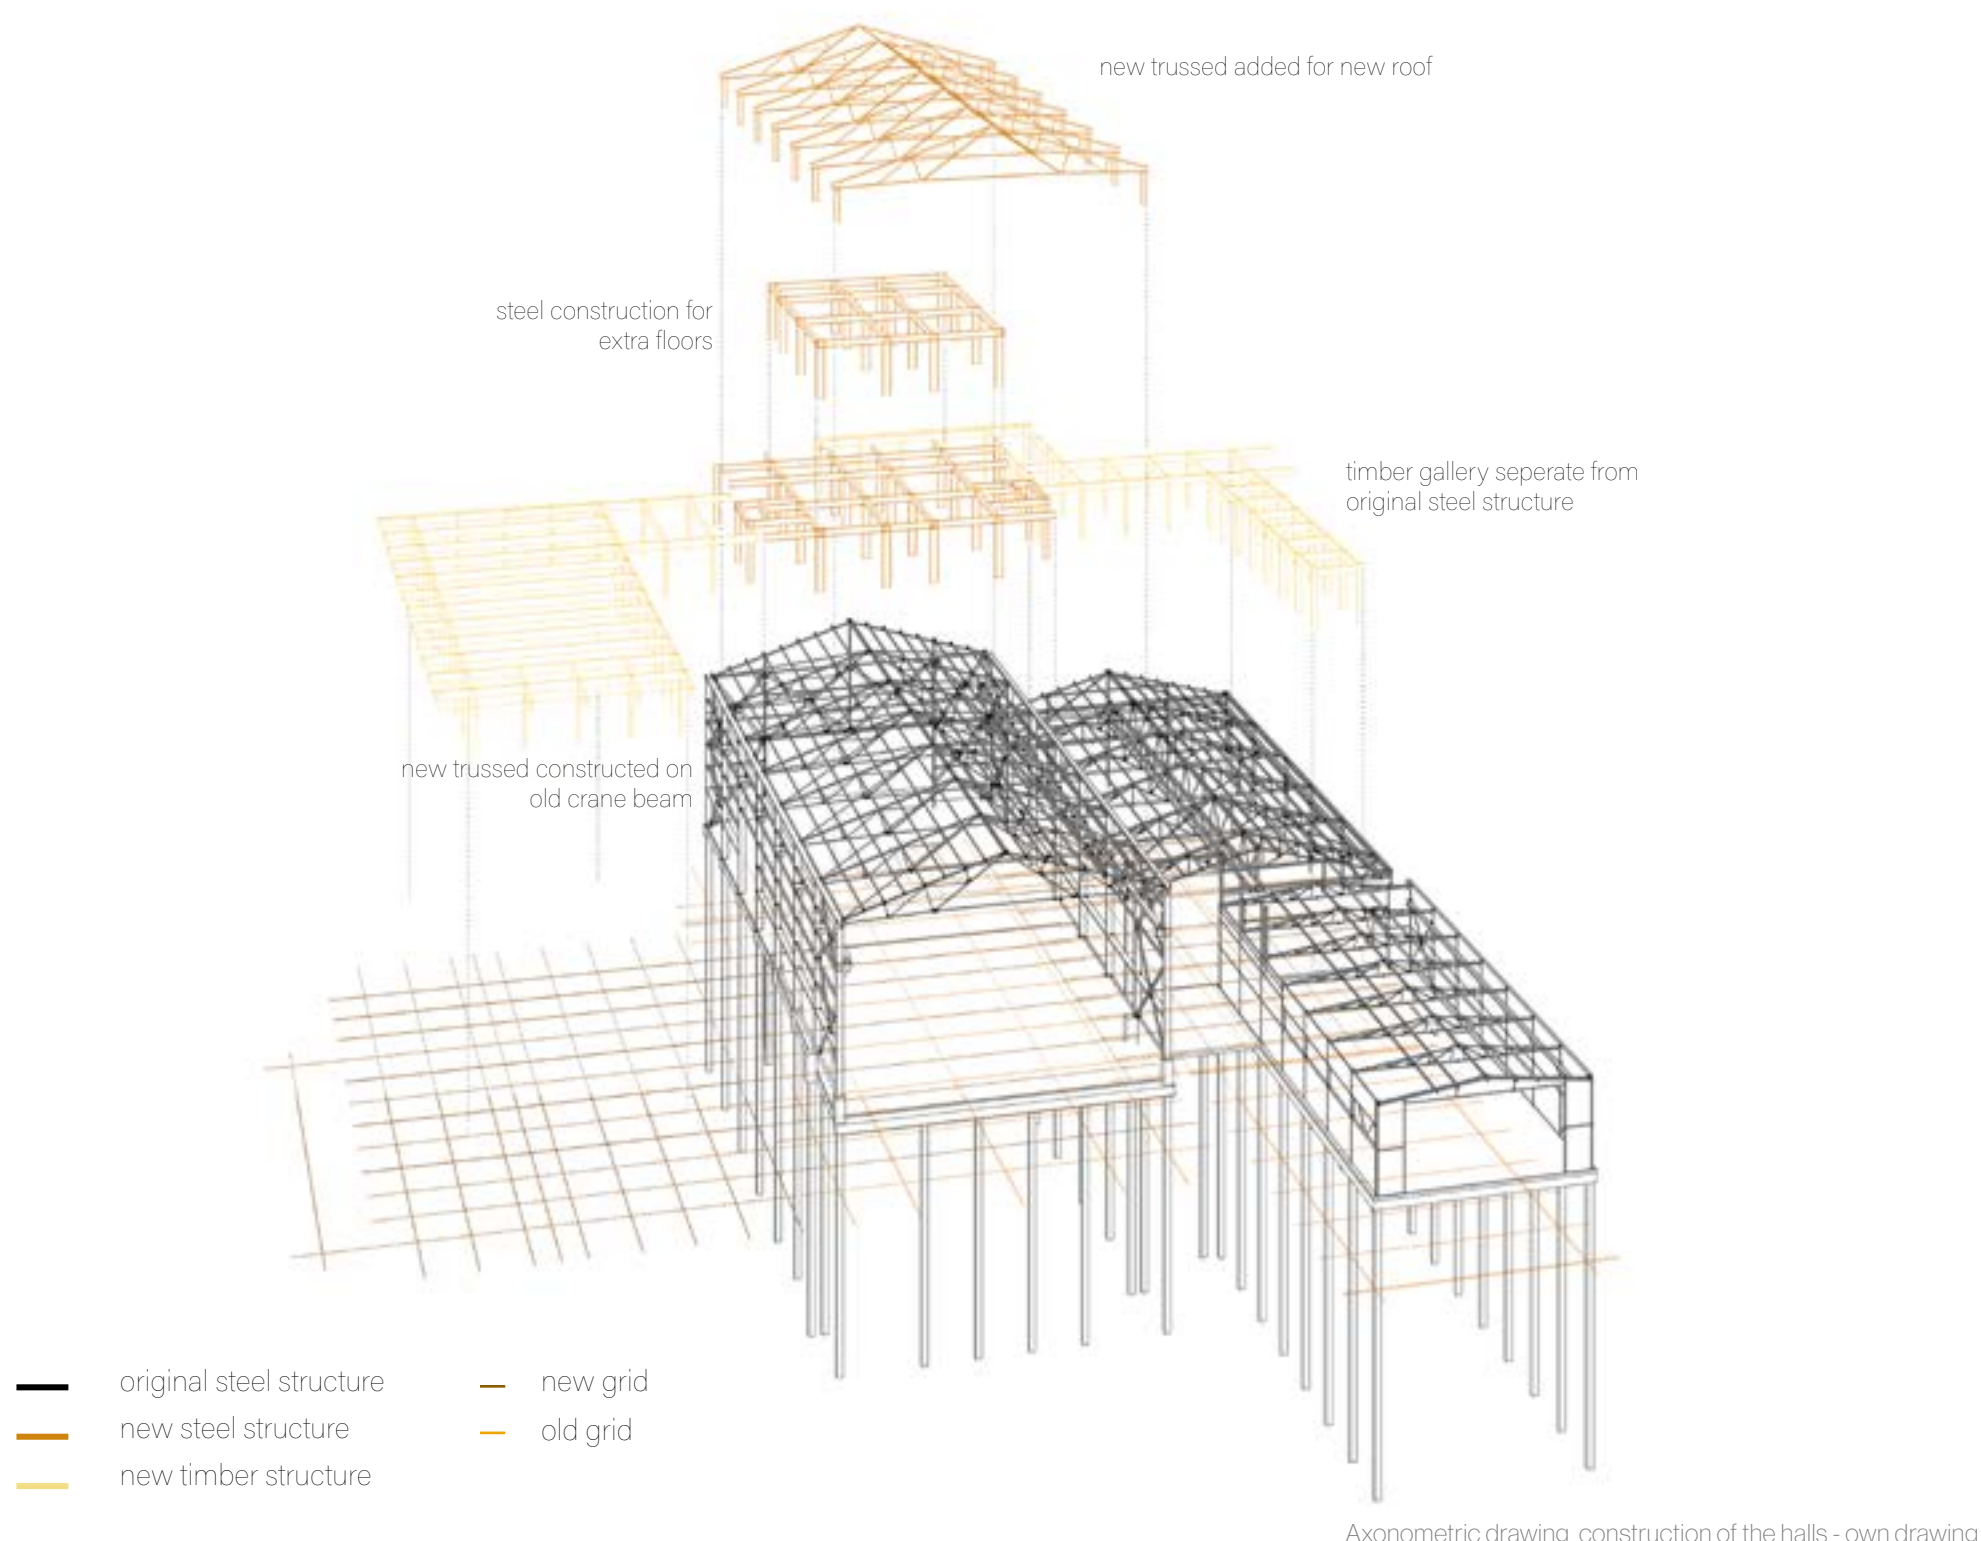 new trussed added for new roof
steel construction for
extra floors
timber gallery seperate from
original steel structure
new trussed constructed on
old crane beam
original steel structure
new steel structure
new timber structure
new grid
old grid
Axonometric drawing construction of the halls - own drawing